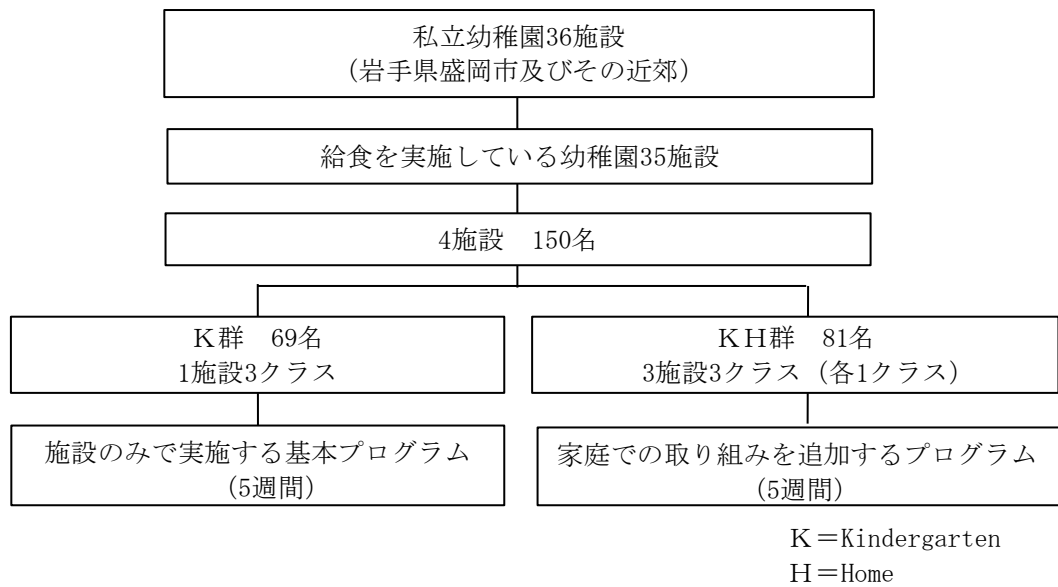 私立幼稚園36施設
(岩手県盛岡市及びその近郊)
給食を実施している幼稚園35施設
4施設　150名
Ｋ群　69名
1施設3クラス
ＫＨ群　81名
3施設3クラス（各1クラス）
施設のみで実施する基本プログラム
(5週間)
家庭での取り組みを追加するプログラム
(5週間)
Ｋ＝Kindergarten
Ｈ＝Home